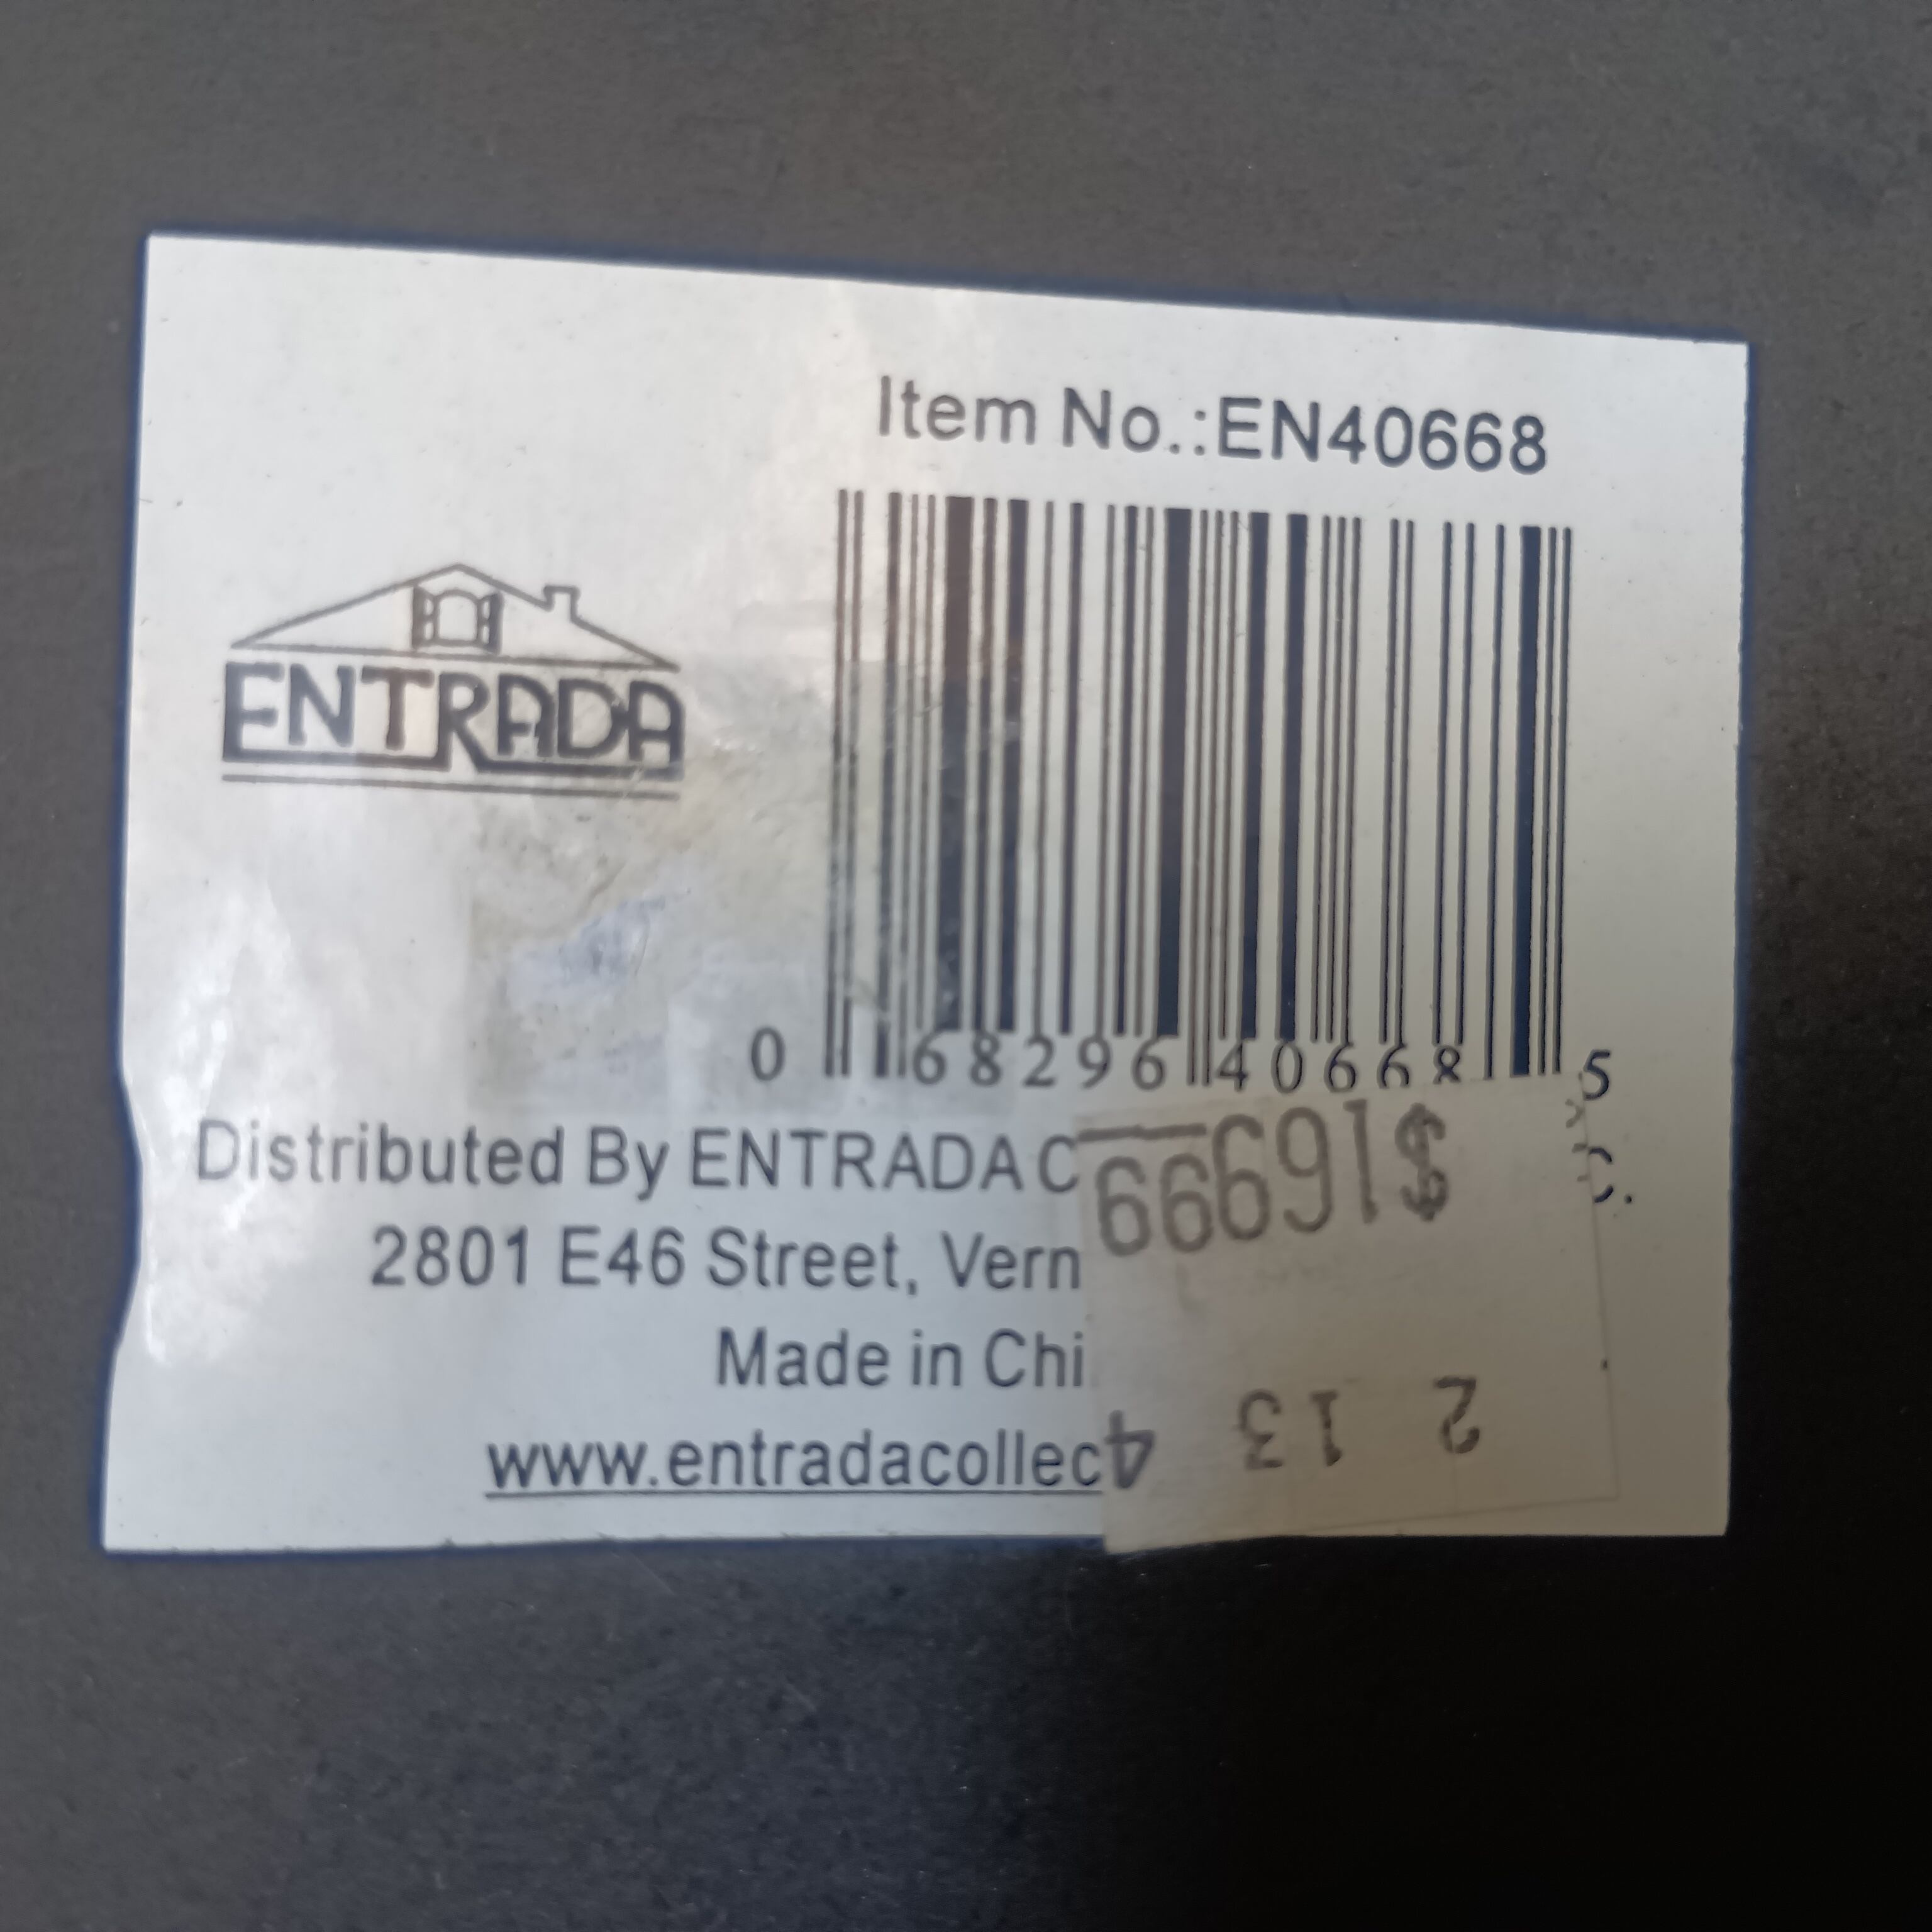 Item No.:EN40668
ENTRADA
0 68296 40668 5
Distributed By ENTRADA C C.
2801 E46 Street, Vern
Made in Chi
www.entradacollec
2 13 4
$16999